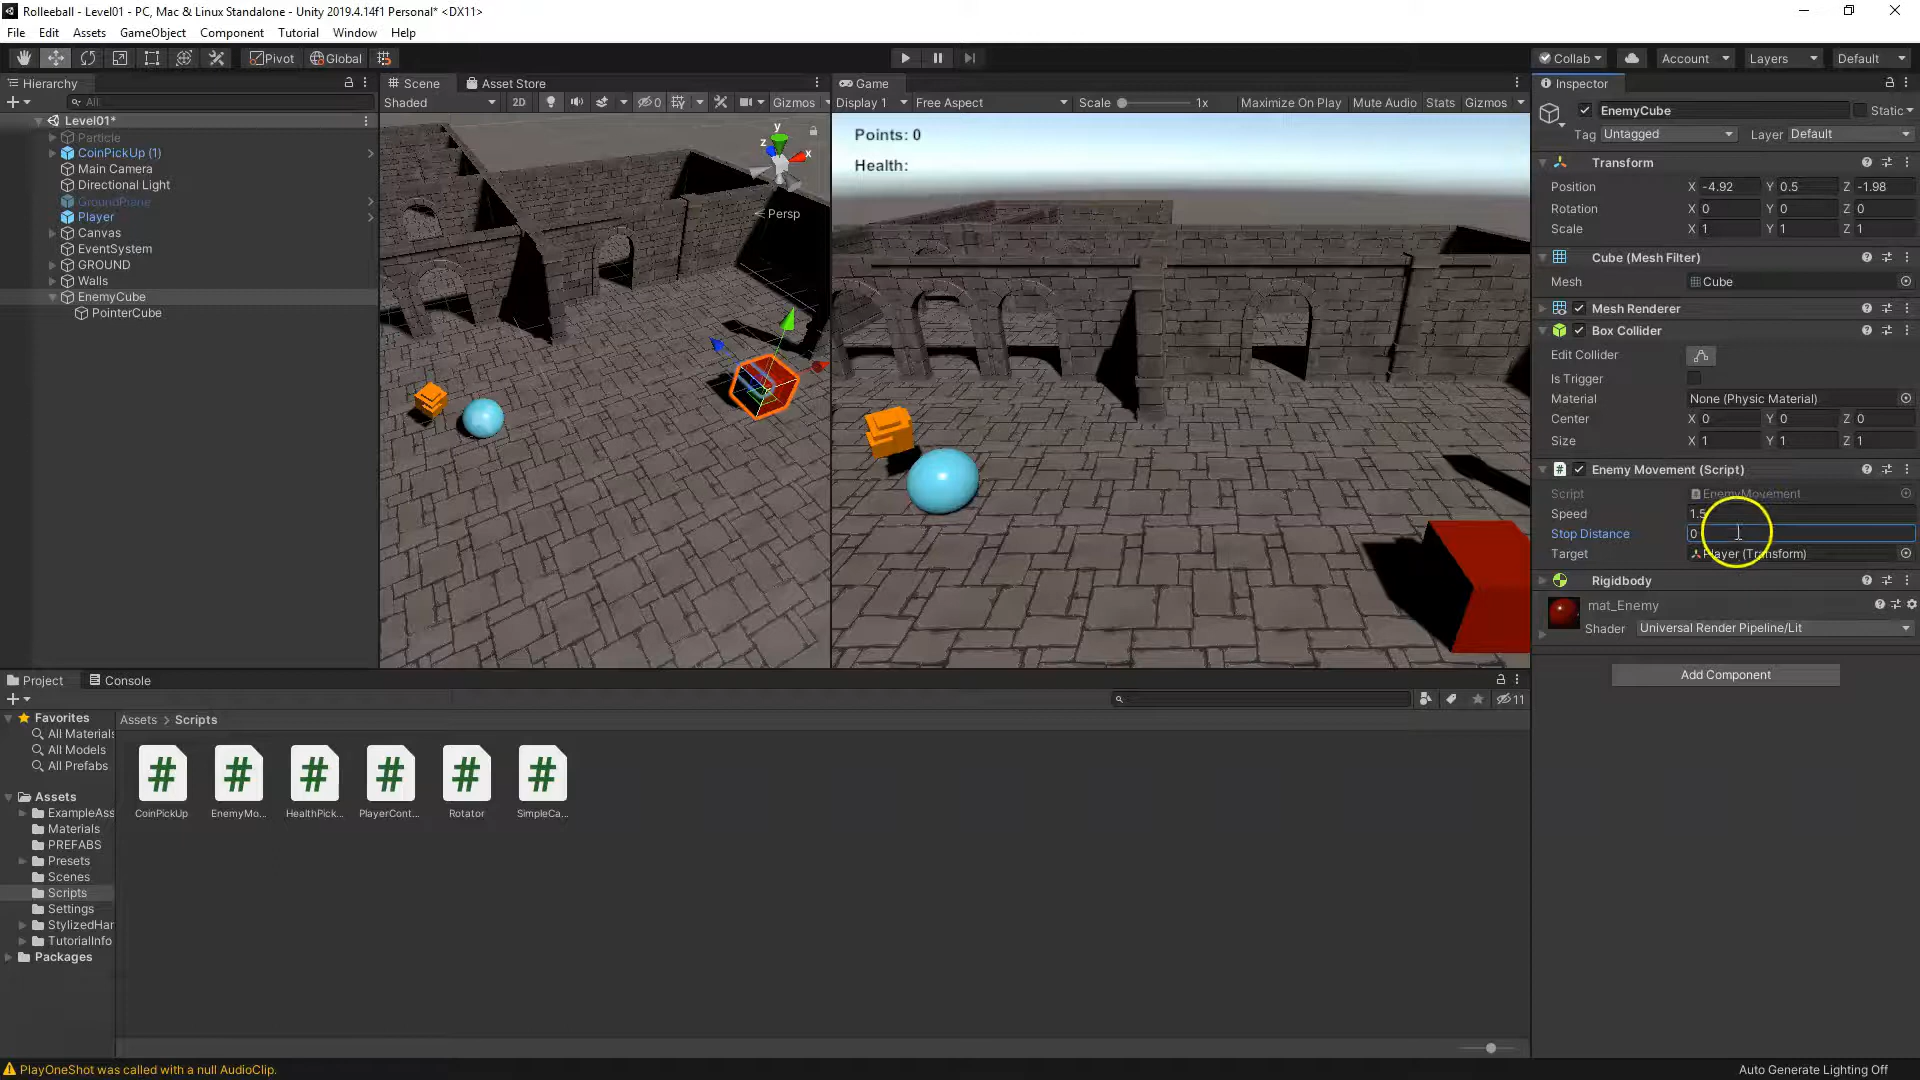 Rolleeball - Level01 - PC, Mac & Linux Standalone - Unity 2019.4.14f1 Personal* <DX11>
File Edit Assets GameObject Component Tutorial Window Help
Pivot Global Collab Account Layers Default
Hierarchy
All
Level01*
Particle
CoinPickUp (1)
Main Camera
Directional Light
GroundPlane
Player
Canvas
EventSystem
GROUND
Walls
EnemyCube
PointerCube
Scene Asset Store
Shaded 2D 0 Gizmos
y
z x
Persp
Game
Display 1 Free Aspect Scale 1x Maximize On Play Mute Audio Stats Gizmos
Points: 0
Health:
Inspector
EnemyCube Static
Tag Untagged Layer Default
Transform
Position X -4.92 Y 0.5 Z -1.98
Rotation X 0 Y 0 Z 0
Scale X 1 Y 1 Z 1
Cube (Mesh Filter)
Mesh Cube
Mesh Renderer
Box Collider
Edit Collider
Is Trigger
Material None (Physic Material)
Center X 0 Y 0 Z 0
Size X 1 Y 1 Z 1
Enemy Movement (Script)
Script EnemyMovement
Speed 1.5
Stop Distance 0
Target Player (Transform)
Rigidbody
mat_Enemy
Shader Universal Render Pipeline/Lit
Add Component
Project Console
11
Favorites
All Materials
All Models
All Prefabs
Assets
ExampleAss
Materials
PREFABS
Presets
Scenes
Scripts
Settings
StylizedHar
TutorialInfo
Packages
Assets > Scripts
CoinPickUp EnemyMo... HealthPick... PlayerCont... Rotator SimpleCa...
PlayOneShot was called with a null AudioClip.
Auto Generate Lighting Off